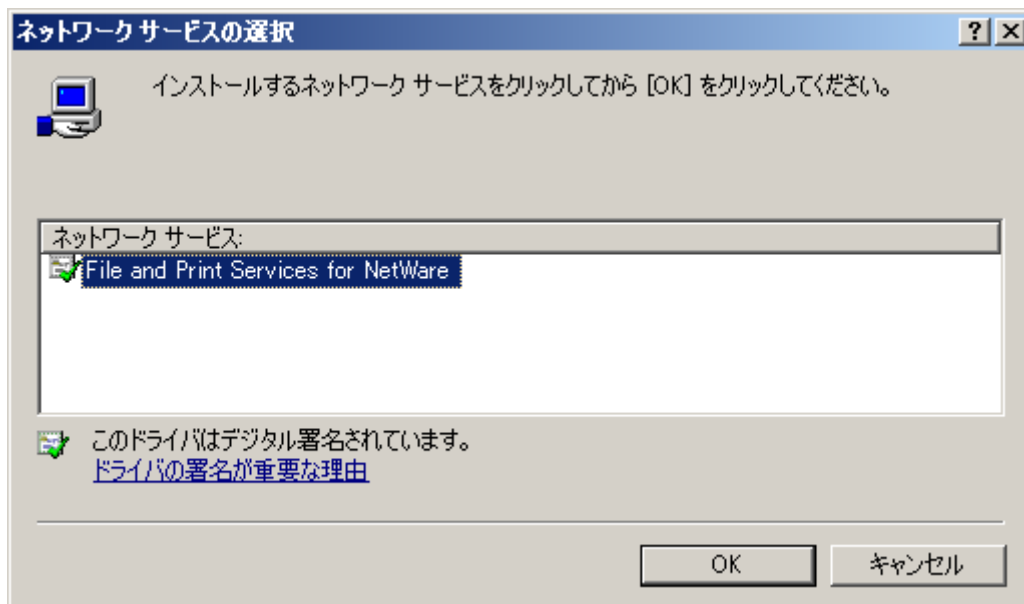 ネットワーク サービスの選択
インストールするネットワーク サービスをクリックしてから [OK] をクリックしてください。
ネットワーク サービス:
File and Print Services for NetWare
このドライバはデジタル署名されています。
ドライバの署名が重要な理由
OK
キャンセル